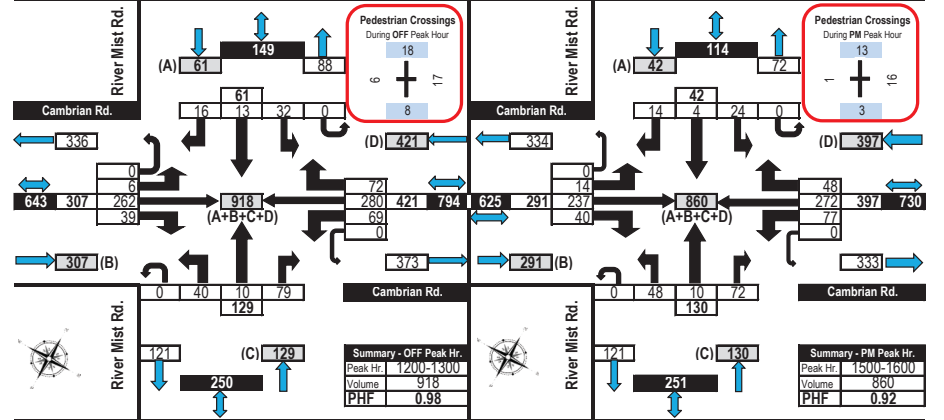 River Mist Rd.
149
(A) 61
88
Pedestrian Crossings
During OFF Peak Hour
18
6
17
8
61
16 13 32 0
Cambrian Rd.
336
(D) 421
0
6
262
39
643 307
918
(A+B+C+D)
72
280
69
0
421 794
307 (B)
373
0 40 10 79
129
Cambrian Rd.
River Mist Rd.
121
(C) 129
250
Summary - OFF Peak Hr.
Peak Hr. 1200-1300
Volume 918
PHF 0.98
River Mist Rd.
114
(A) 42
72
Pedestrian Crossings
During PM Peak Hour
13
1
16
3
42
14 4 24 0
Cambrian Rd.
334
(D) 397
0
14
237
40
625 291
860
(A+B+C+D)
48
272
77
0
397 730
291 (B)
333
0 48 10 72
130
Cambrian Rd.
River Mist Rd.
121
(C) 130
251
Summary - PM Peak Hr.
Peak Hr. 1500-1600
Volume 860
PHF 0.92